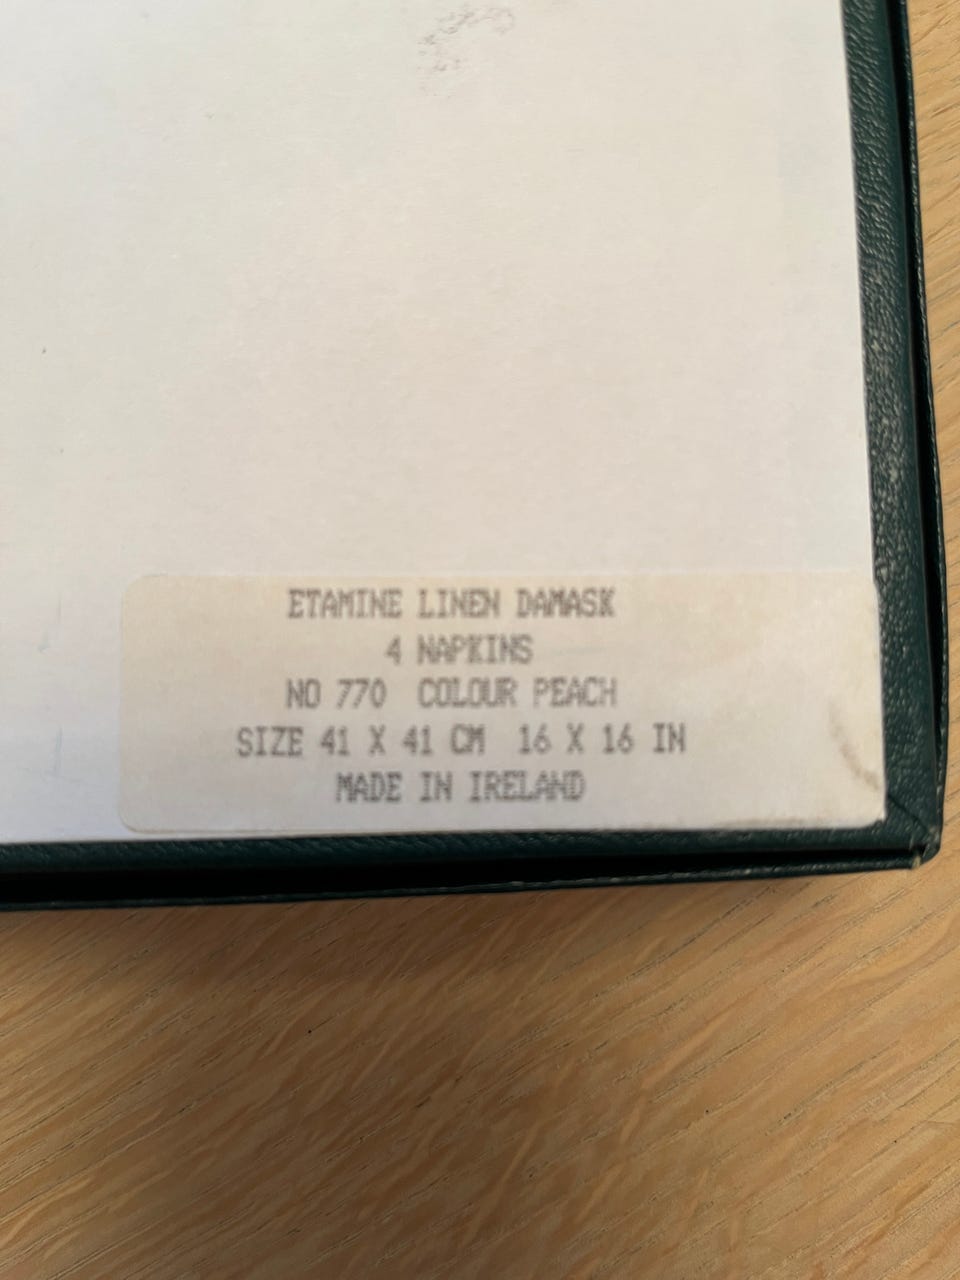 ETAMINE LINEN DAMASK
4 NAPKINS
NO 770 COLOUR PEACH
SIZE 41 X 41 CM 16 X 16 IN
MADE IN IRELAND